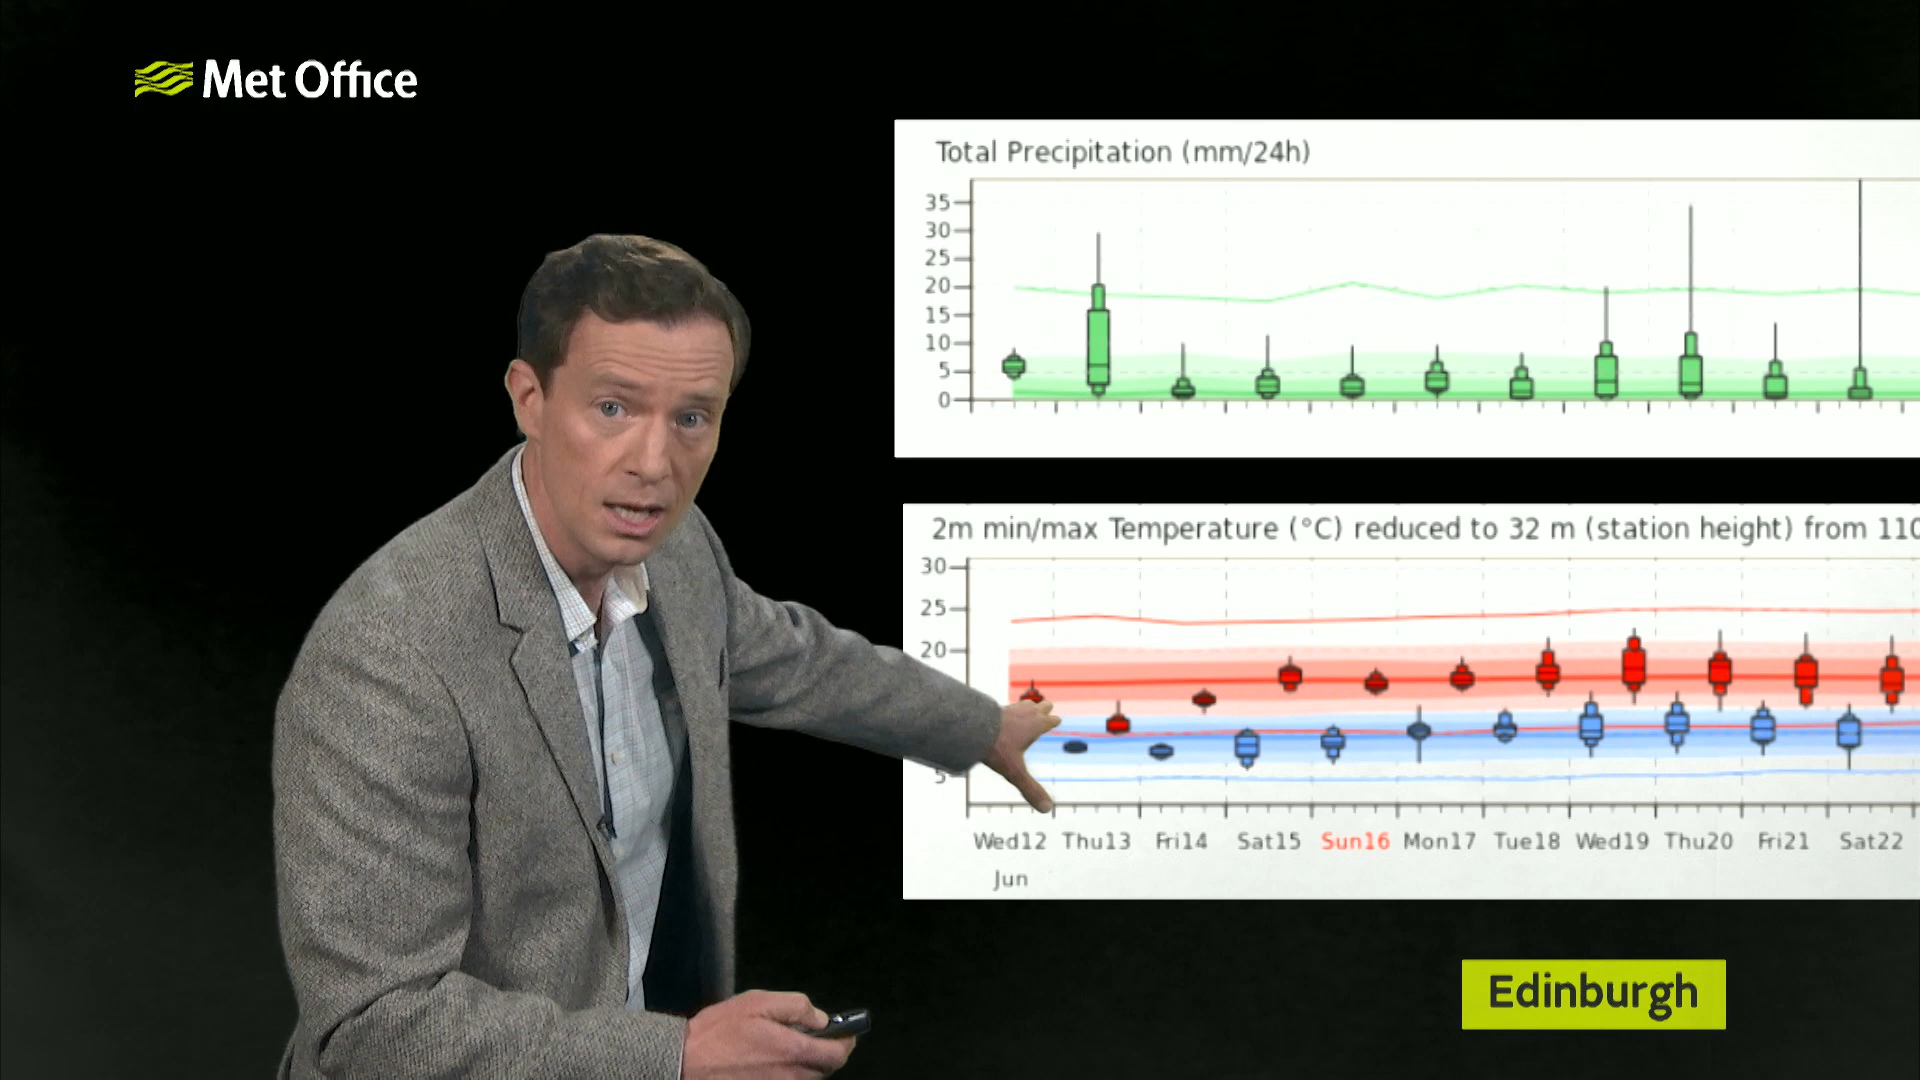 Met Office
Total Precipitation (mm/24h)
35
30
25
20
15
10
5
0
2m min/max Temperature (°C) reduced to 32 m (station height) from 110
30
25
20
5
Wed12 Thu13 Fri14 Sat15 Sun16 Mon17 Tue18 Wed19 Thu20 Fri21 Sat22
Jun
Edinburgh